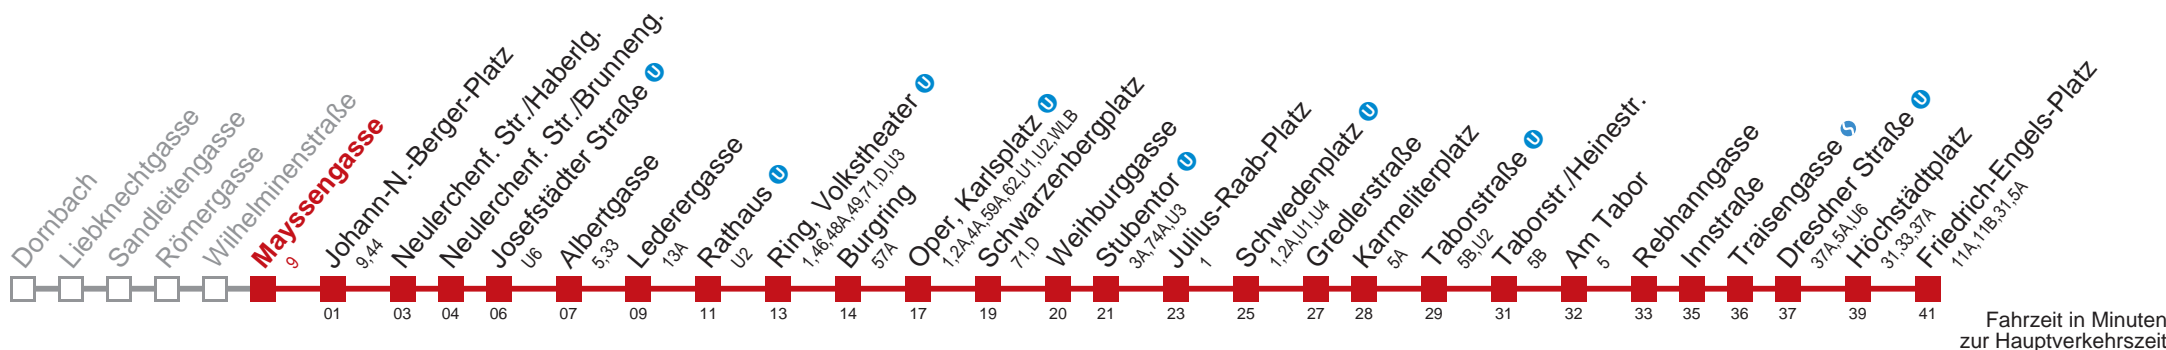 Dornbach
Liebknechtgasse
Sandleitengasse
Römergasse
Wilhelminenstraße
Mayssengasse
9
Johann-N.-Berger-Platz
9,44
Neulerchenf. Str./Haberlg.
Neulerchenf. Str./Brunneng.
Josefstädter Straße U
U6
Albertgasse
5,33
Lederergasse
13A
Rathaus U
U2
Ring, Volkstheater U
1,46,48A,49,71,D,U3
Burgring
57A
Oper, Karlsplatz U
1,2A,4A,59A,62,U1,U2,WLB
Schwarzenbergplatz
71,D
Weihburggasse
Stubentor U
3A,74A,U3
Julius-Raab-Platz
1
Schwedenplatz U
1,2A,U1,U4
Gredlerstraße
Karmeliterplatz
5A
Taborstraße U
5B,U2
Taborstr./Heinestr.
5B
Am Tabor
5
Rebhanngasse
Innstraße
Traisengasse S
Dresdner Straße U
37A,5A,U6
Höchstädtplatz
31,33,37A
Friedrich-Engels-Platz
11A,11B,31,5A
01 03 04 06 07 09 11 13 14 17 19 20 21 23 25 27 28 29 31 32 33 35 36 37 39 41
Fahrzeit in Minuten
zur Hauptverkehrszeit